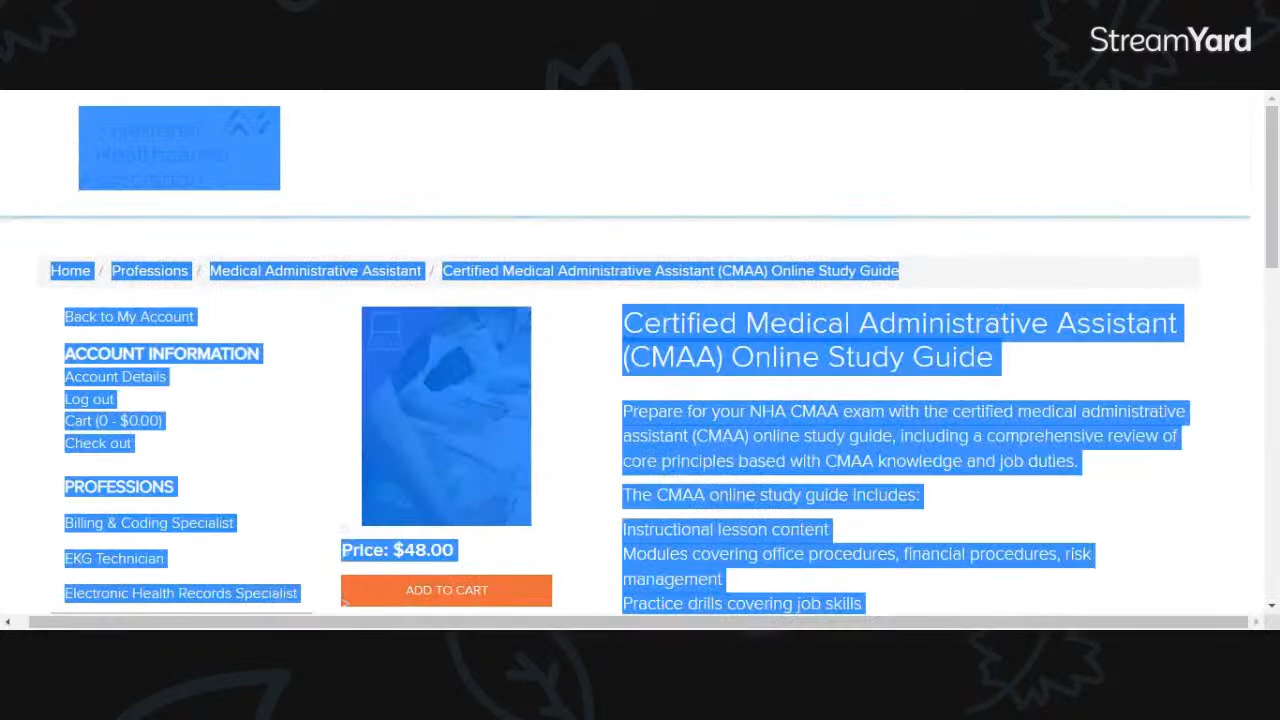 StreamYard
Home / Professions / Medical Administrative Assistant / Certified Medical Administrative Assistant (CMAA) Online Study Guide
Back to My Account
ACCOUNT INFORMATION
Account Details
Log out
Cart (0 - $0.00)
Check out
PROFESSIONS
Billing & Coding Specialist
EKG Technician
Electronic Health Records Specialist
Price: $48.00
ADD TO CART
Certified Medical Administrative Assistant
(CMAA) Online Study Guide
Prepare for your NHA CMAA exam with the certified medical administrative
assistant (CMAA) online study guide, including a comprehensive review of
core principles based with CMAA knowledge and job duties.
The CMAA online study guide includes:
Instructional lesson content
Modules covering office procedures, financial procedures, risk
management
Practice drills covering job skills